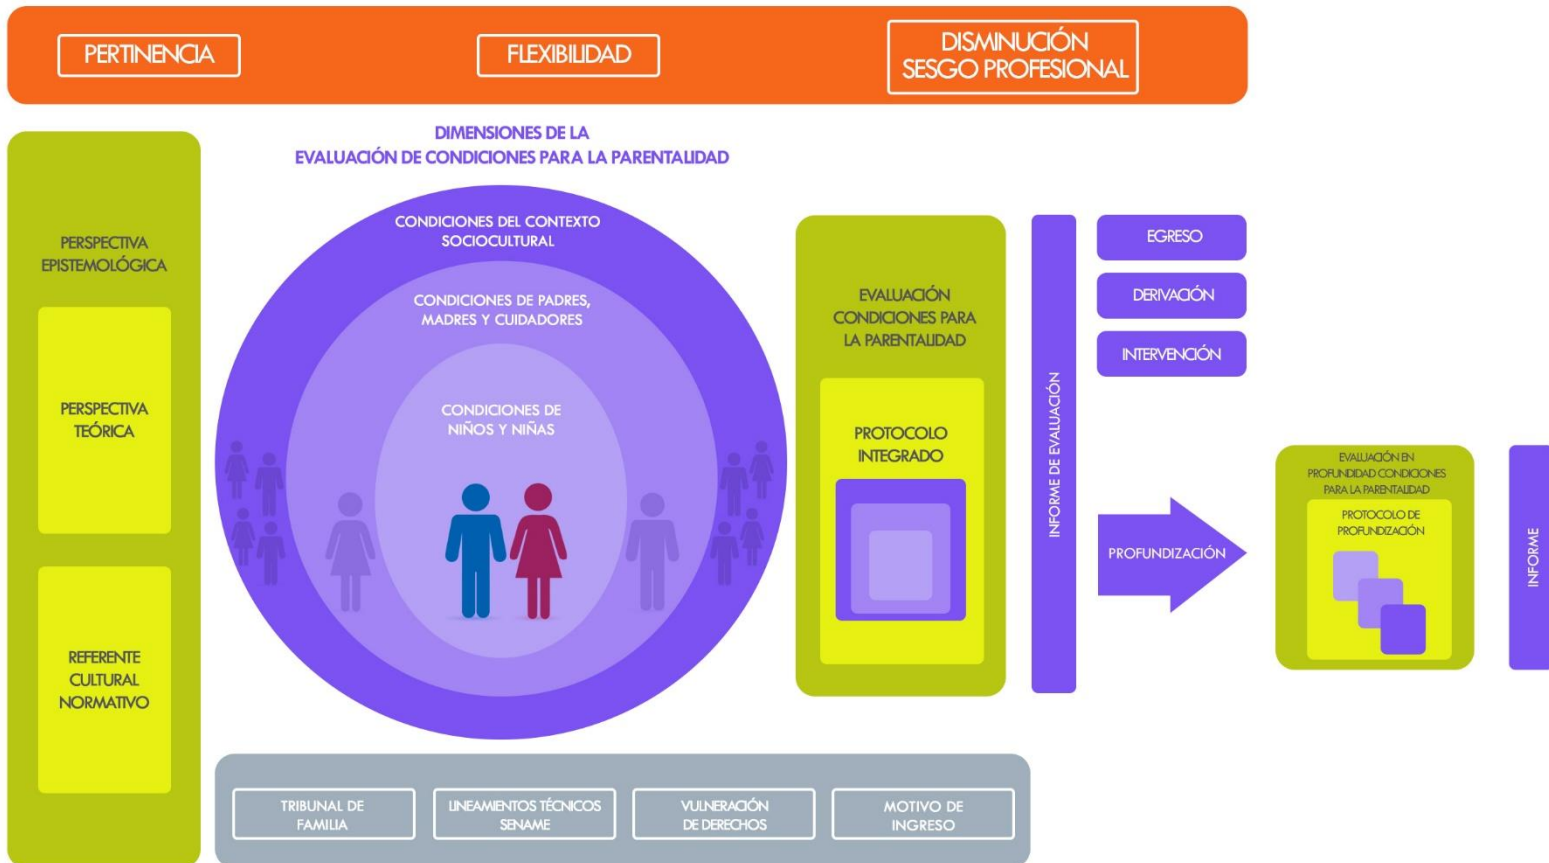 PERTINENCIA
FLEXIBILIDAD
DISMINUCIÓN
SESGO PROFESIONAL
PERSPECTIVA
EPISTEMOLÓGICA
PERSPECTIVA
TEÓRICA
REFERENTE
CULTURAL
NORMATIVO
DIMENSIONES DE LA
EVALUACIÓN DE CONDICIONES PARA LA PARENTALIDAD
CONDICIONES DEL CONTEXTO
SOCIOCULTURAL
CONDICIONES DE PADRES,
MADRES Y CUIDADORES
CONDICIONES DE
NIÑOS Y NIÑAS
EVALUACIÓN
CONDICIONES PARA
LA PARENTALIDAD
PROTOCOLO
INTEGRADO
INFORME DE EVALUACIÓN
EGRESO
DERIVACIÓN
INTERVENCIÓN
PROFUNDIZACIÓN
EVALUACIÓN EN
PROFUNDIDAD CONDICIONES
PARA LA PARENTALIDAD
PROTOCOLO DE
PROFUNDIZACIÓN
INFORME
TRIBUNAL DE
FAMILIA
LINEAMIENTOS TÉCNICOS
SENAME
VULNERACIÓN
DE DERECHOS
MOTIVO DE
INGRESO